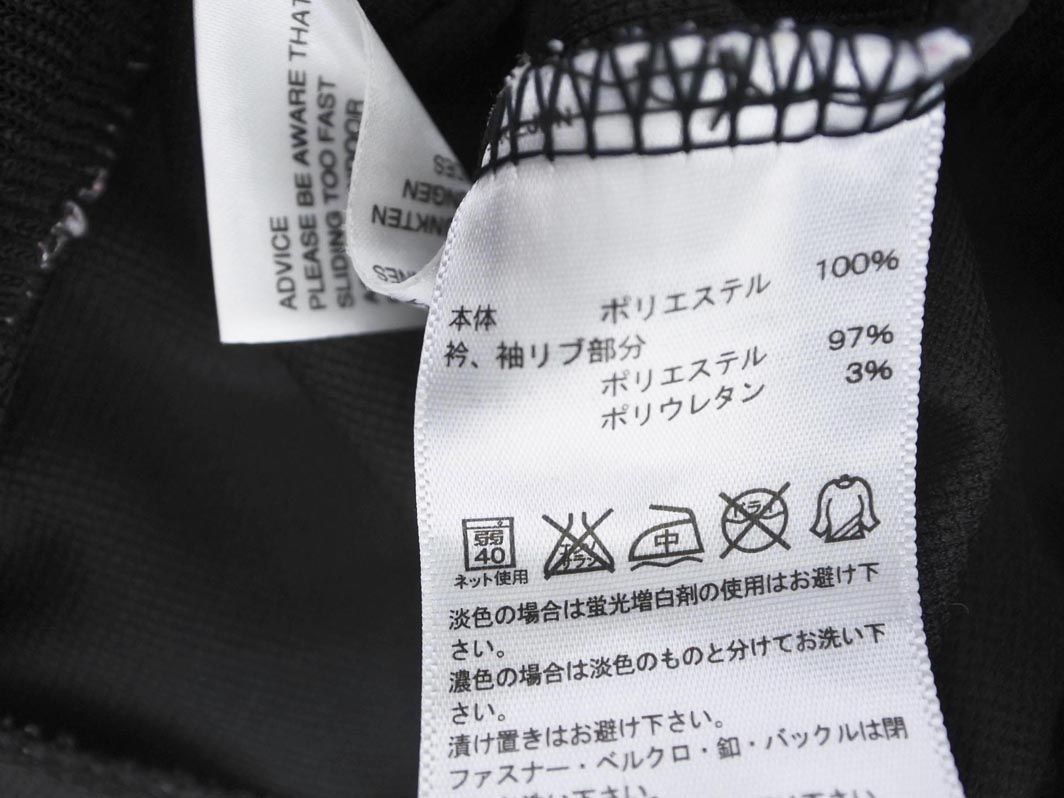 ADVICE
PLEASE BE AWARE THAT
SLIDING TOO FAST
本体 ポリエステル 100%
衿、袖リブ部分
ポリエステル 97%
ポリウレタン 3%
弱
40
ネット使用
中
ドライ
淡色の場合は蛍光増白剤の使用はお避け下
さい。
濃色の場合は淡色のものと分けてお洗い下
さい。
漬け置きはお避け下さい。
ファスナー・ベルクロ・釦・バックルは閉